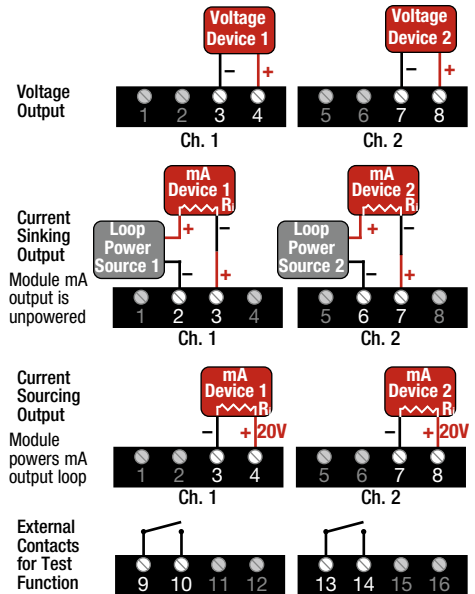 Voltage
Output
Voltage
Device 1
Voltage
Device 2
– +
– +
1 2 3 4
5 6 7 8
Ch. 1
Ch. 2
Current
Sinking
Output
Module mA
output is
unpowered
mA
Device 1
Ri
mA
Device 2
Ri
Loop
Power
Source 1
Loop
Power
Source 2
+ –
– +
+ –
– +
1 2 3 4
5 6 7 8
Ch. 1
Ch. 2
Current
Sourcing
Output
Module
powers mA
output loop
mA
Device 1
Ri
mA
Device 2
Ri
– + 20V
– + 20V
1 2 3 4
5 6 7 8
Ch. 1
Ch. 2
External
Contacts
for Test
Function
9 10 11 12
13 14 15 16